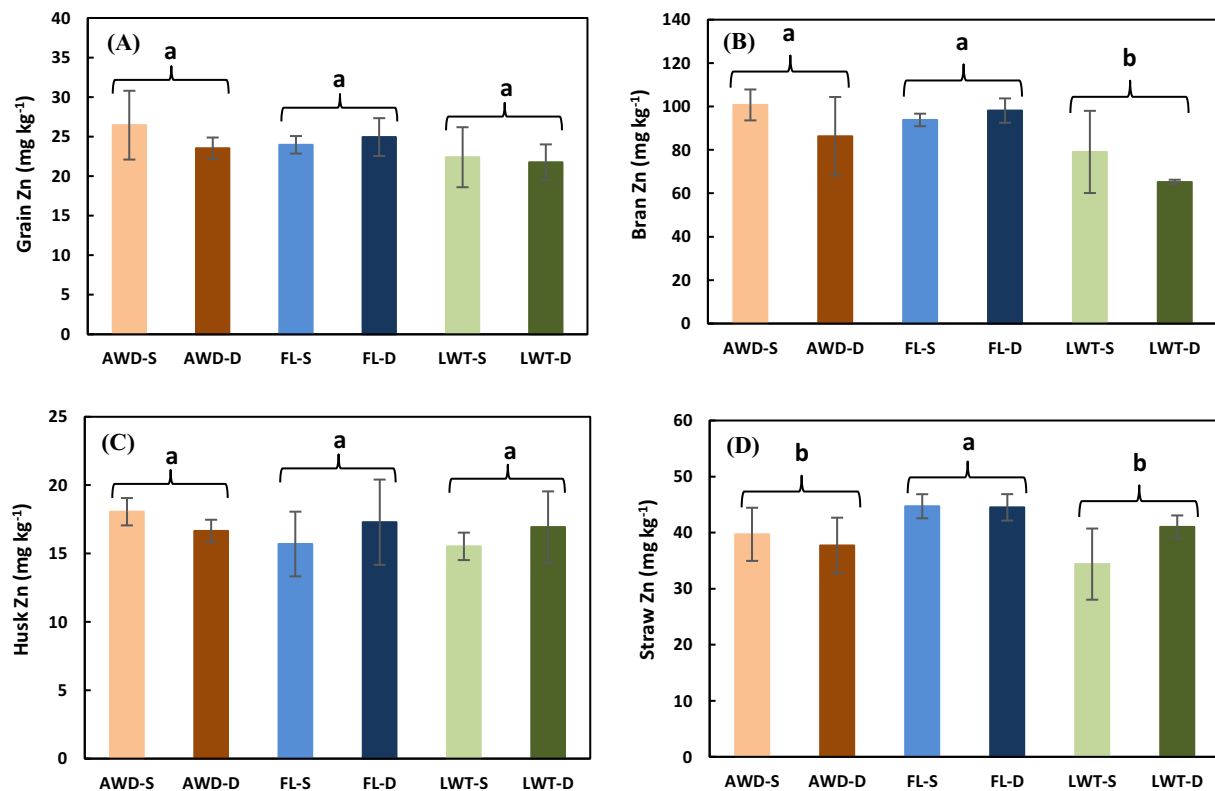 (A)
Grain Zn (mg kg⁻¹)
40
35
30
25
20
15
10
5
0
a
a
a
AWD-S AWD-D FL-S FL-D LWT-S LWT-D
(B)
Bran Zn (mg kg⁻¹)
140
120
100
80
60
40
20
0
a
a
b
AWD-S AWD-D FL-S FL-D LWT-S LWT-D
(C)
Husk Zn (mg kg⁻¹)
25
20
15
10
5
0
a
a
a
AWD-S AWD-D FL-S FL-D LWT-S LWT-D
(D)
Straw Zn (mg kg⁻¹)
60
50
40
30
20
10
0
b
a
b
AWD-S AWD-D FL-S FL-D LWT-S LWT-D